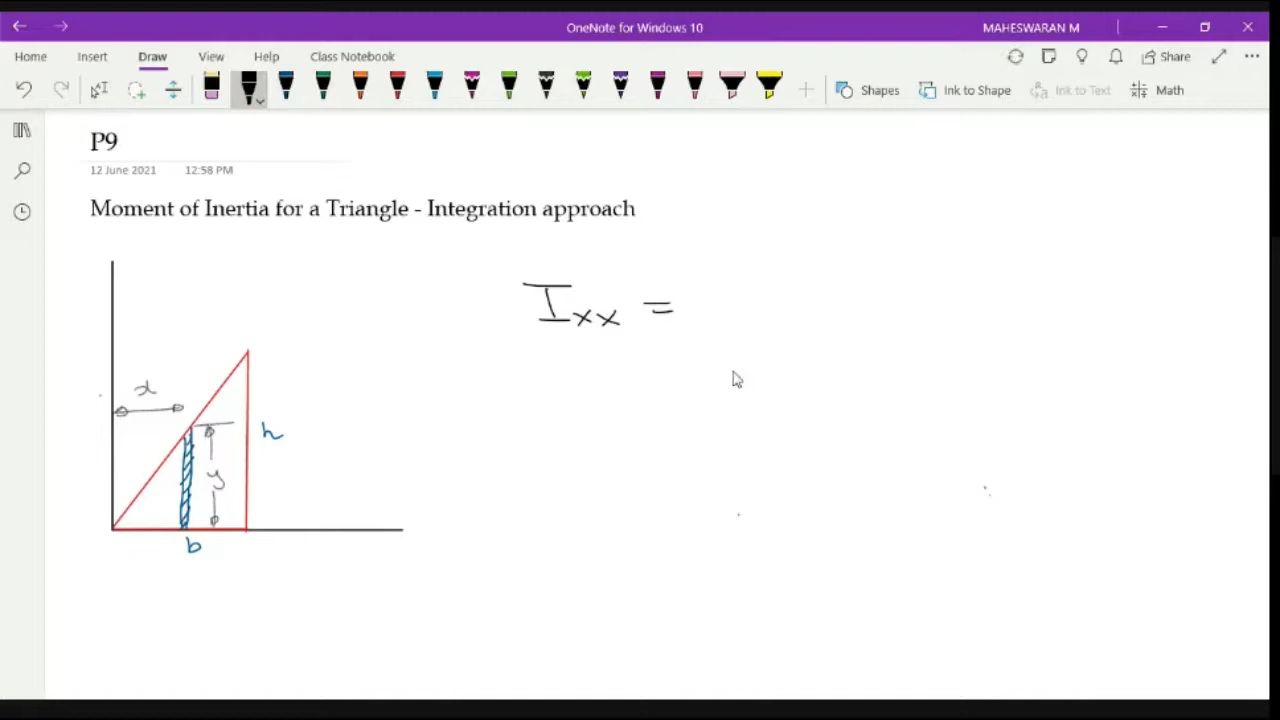 OneNote for Windows 10
MAHESWARAN M
Home Insert Draw View Help Class Notebook
Share
Shapes Ink to Shape Ink to Text Math
P9
12 June 2021 12:58 PM
Moment of Inertia for a Triangle - Integration approach
Ixx =
x
h
y
b